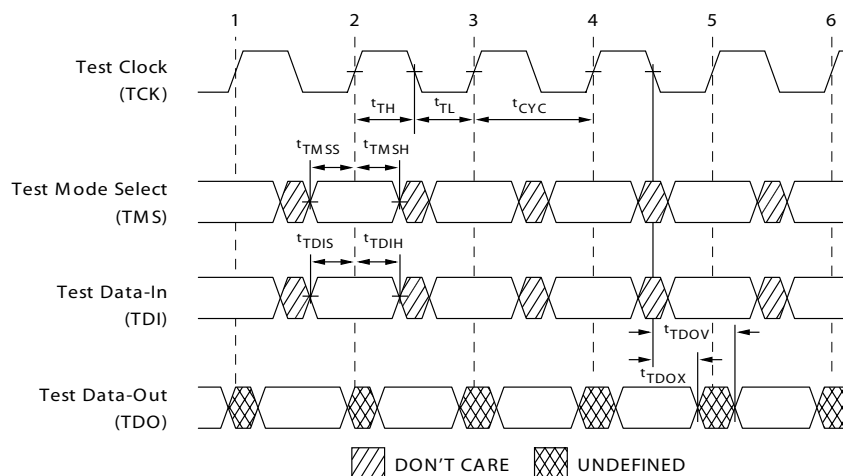 1 2 3 4 5 6
Test Clock
(TCK)
tTH tTL tCYC
tTMSS tTMSH
Test Mode Select
(TMS)
tTDIS tTDIH
Test Data-In
(TDI)
tTDOV
tTDOX
Test Data-Out
(TDO)
DON'T CARE UNDEFINED